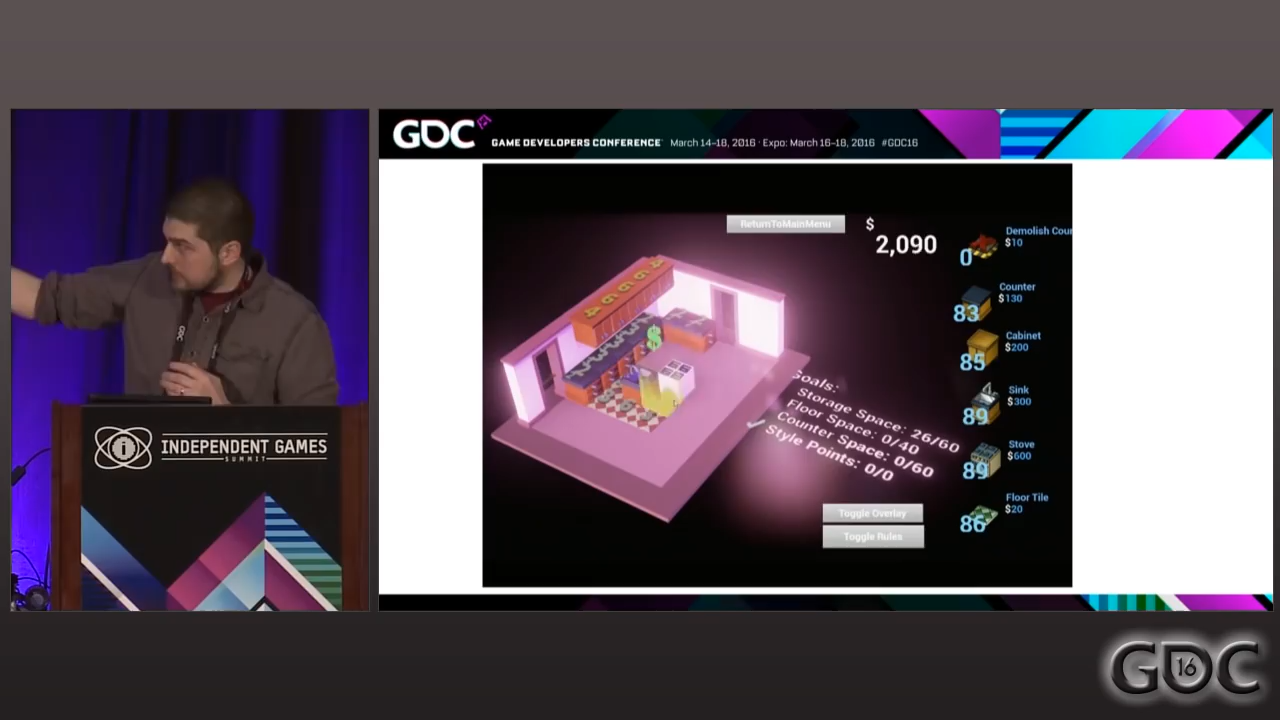 GDC
GAME DEVELOPERS CONFERENCE March 14–18, 2016 · Expo: March 16–18, 2016 #GDC16
ReturnToMainMenu
$
2,090
Demolish Coun
$10
0
Counter
$130
83
Cabinet
$200
85
Sink
$300
89
Stove
$600
89
Floor Tile
$20
86
Goals:
Storage Space: 26/60
Floor Space: 0/40
Counter Space: 0/60
Style Points: 0/0
Toggle Overlay
Toggle Rules
$
INDEPENDENT GAMES
SUMMIT
GDC
16